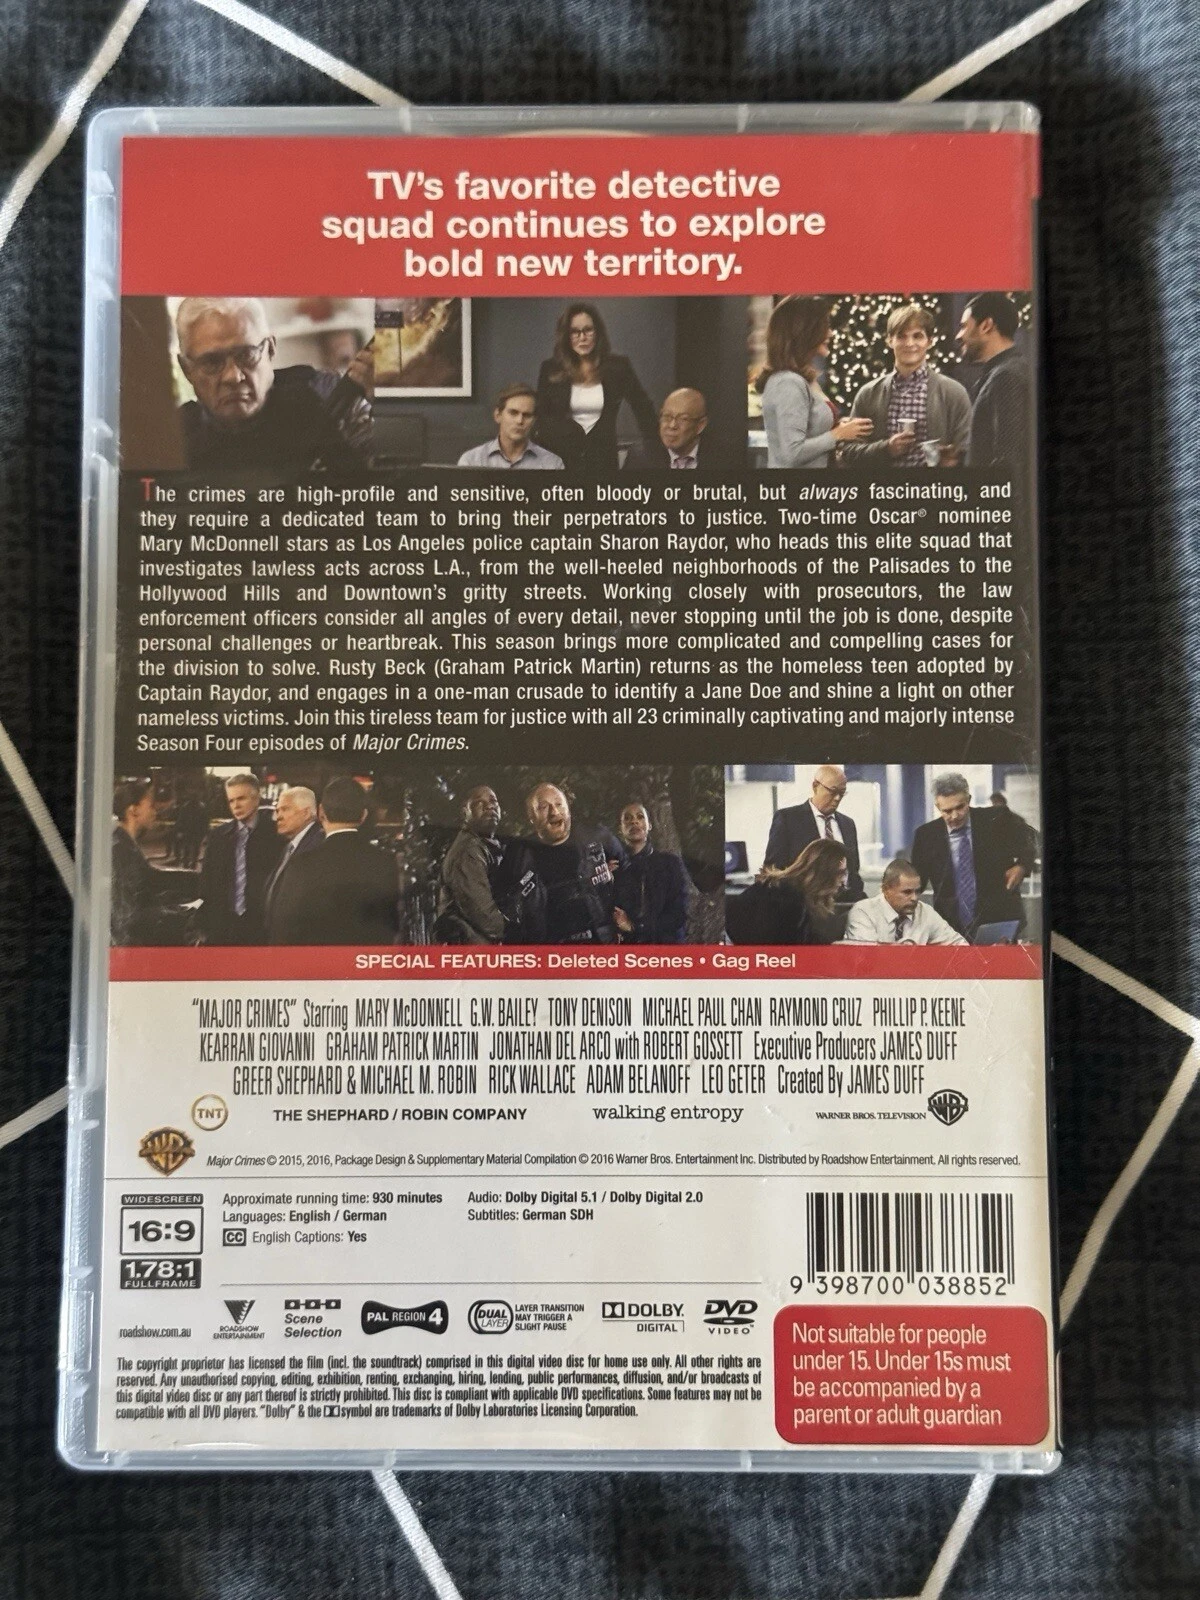 TV's favorite detective
squad continues to explore
bold new territory.
The crimes are high-profile and sensitive, often bloody or brutal, but always fascinating, and
they require a dedicated team to bring their perpetrators to justice. Two-time Oscar® nominee
Mary McDonnell stars as Los Angeles police captain Sharon Raydor, who heads this elite squad that
investigates lawless acts across L.A., from the well-heeled neighborhoods of the Palisades to the
Hollywood Hills and Downtown's gritty streets. Working closely with prosecutors, the law
enforcement officers consider all angles of every detail, never stopping until the job is done, despite
personal challenges or heartbreak. This season brings more complicated and compelling cases for
the division to solve. Rusty Beck (Graham Patrick Martin) returns as the homeless teen adopted by
Captain Raydor, and engages in a one-man crusade to identify a Jane Doe and shine a light on other
nameless victims. Join this tireless team for justice with all 23 criminally captivating and majorly intense
Season Four episodes of Major Crimes.
SPECIAL FEATURES: Deleted Scenes • Gag Reel
"MAJOR CRIMES" Starring MARY McDONNELL G.W. BAILEY TONY DENISON MICHAEL PAUL CHAN RAYMOND CRUZ PHILLIP P. KEENE
KEARRAN GIOVANNI GRAHAM PATRICK MARTIN JONATHAN DEL ARCO with ROBERT GOSSETT Executive Producers JAMES DUFF
GREER SHEPHARD & MICHAEL M. ROBIN RICK WALLACE ADAM BELANOFF LEO GETER Created By JAMES DUFF
TNT THE SHEPHARD / ROBIN COMPANY walking entropy WARNER BROS. TELEVISION
Major Crimes © 2015, 2016, Package Design & Supplementary Material Compilation © 2016 Warner Bros. Entertainment Inc. Distributed by Roadshow Entertainment. All rights reserved.
WIDESCREEN
16:9
1.78:1
FULLFRAME
Approximate running time: 930 minutes
Languages: English / German
CC English Captions: Yes
Audio: Dolby Digital 5.1 / Dolby Digital 2.0
Subtitles: German SDH
9 398700 038852
roadshow.com.au
ROADSHOW
ENTERTAINMENT
Scene
Selection
PAL REGION 4
DUAL
LAYER
LAYER TRANSITION
MAY TRIGGER A
SLIGHT PAUSE
DOLBY
DIGITAL
DVD
VIDEO
Not suitable for people
under 15. Under 15s must
be accompanied by a
parent or adult guardian
The copyright proprietor has licensed the film (incl. the soundtrack) comprised in this digital video disc for home use only. All other rights are
reserved. Any unauthorised copying, editing, exhibition, renting, exchanging, hiring, lending, public performances, diffusion, and/or broadcasts of
this digital video disc or any part thereof is strictly prohibited. This disc is compliant with applicable DVD specifications. Some features may not be
compatible with all DVD players. "Dolby" & the symbol are trademarks of Dolby Laboratories Licensing Corporation.